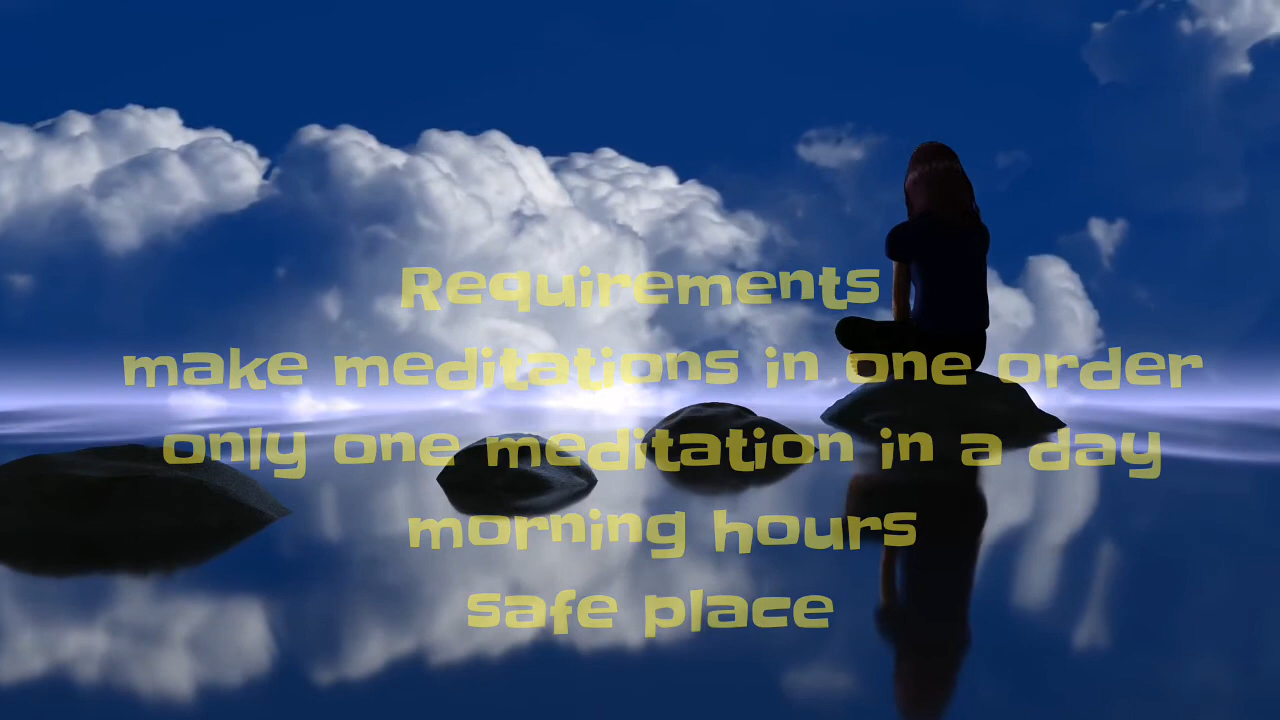 Requirements
make meditations in one order
only one meditation in a day
morning hours
safe place